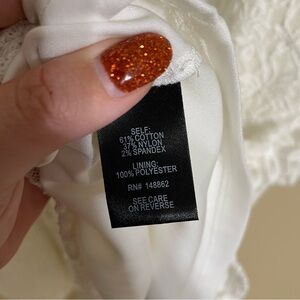 SELF:
61% COTTON
37% NYLON
2% SPANDEX
LINING:
100% POLYESTER
RN# 148862
SEE CARE
ON REVERSE